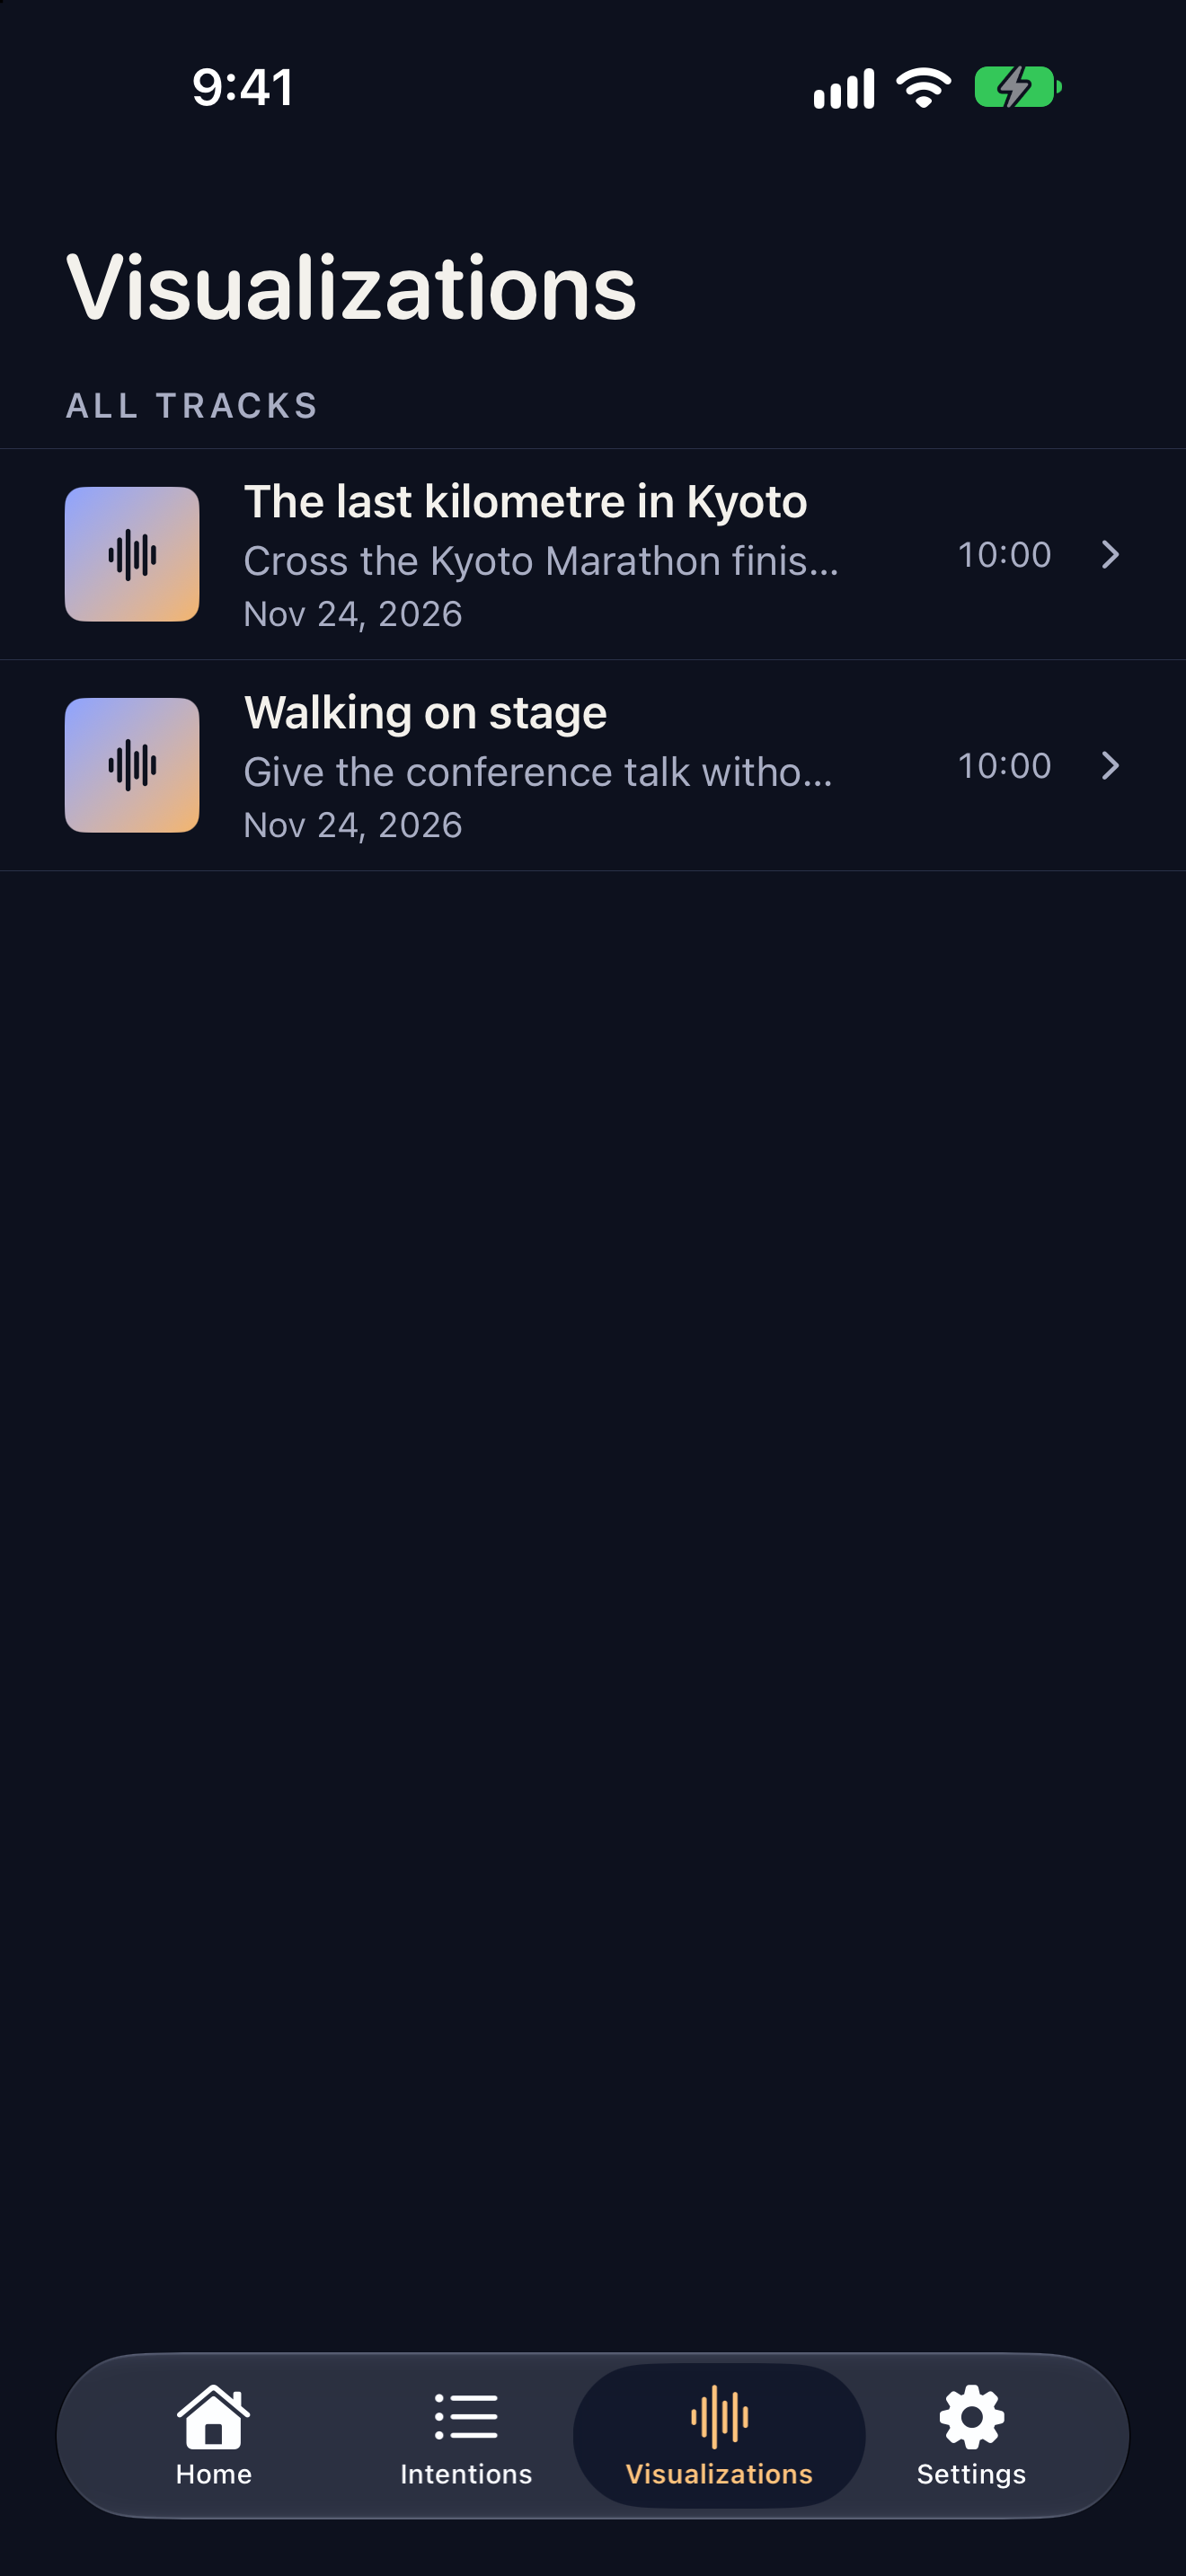 9:41
Visualizations
ALL TRACKS
The last kilometre in Kyoto
Cross the Kyoto Marathon finis...
Nov 24, 2026
10:00
Walking on stage
Give the conference talk witho...
Nov 24, 2026
10:00
Home
Intentions
Visualizations
Settings